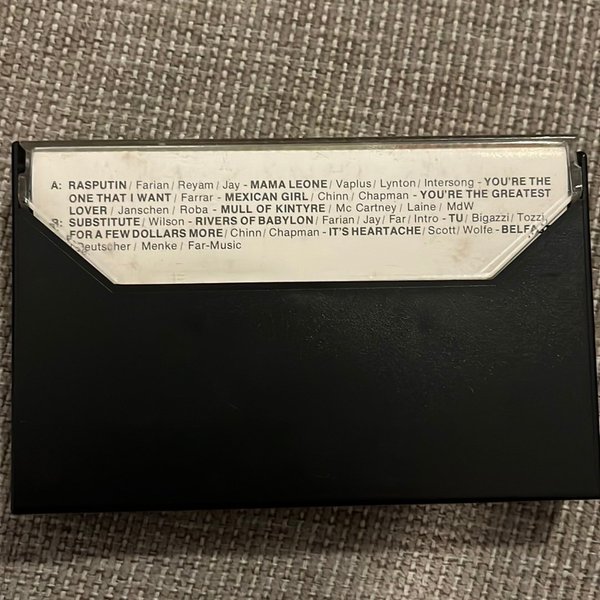 A: RASPUTIN/ Farian/ Reyam/ Jay - MAMA LEONE/ Vaplus/ Lynton/ Intersong - YOU'RE THE
ONE THAT I WANT/ Farrar - MEXICAN GIRL/ Chinn/ Chapman - YOU'RE THE GREATEST
LOVER/ Janschen/ Roba - MULL OF KINTYRE/ Mc Cartney/ Laine/ MdW
B: SUBSTITUTE/ Wilson - RIVERS OF BABYLON/ Farian/ Jay/ Far/ Intro - TU/ Bigazzi/ Tozzi
FOR A FEW DOLLARS MORE/ Chinn/ Chapman - IT'S HEARTACHE/ Scott/ Wolfe -
Deutscher/ Menke/ Far-Music